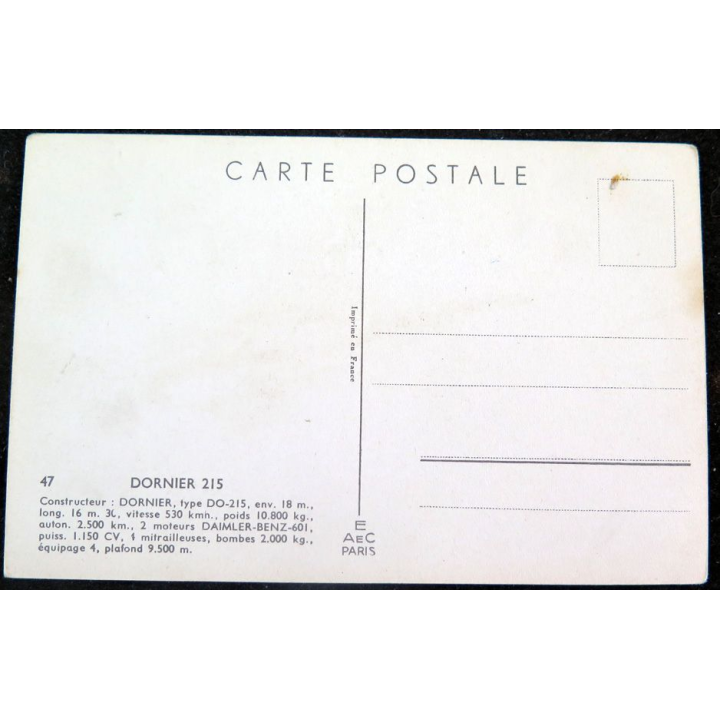 CARTE POSTALE
Imprimé en France
47 DORNIER 215
Constructeur : DORNIER, type DO-215, env. 18 m.,
long. 16 m. vitesse 530 kmh., poids 10.800 kg.,
auton. 2.500 km., 2 moteurs DAIMLER-BENZ-601,
puiss. 1.150 CV, mitrailleuses, bombes 2.000 kg.,
équipage 4, plafond 9.500 m.
E
AEC
PARIS